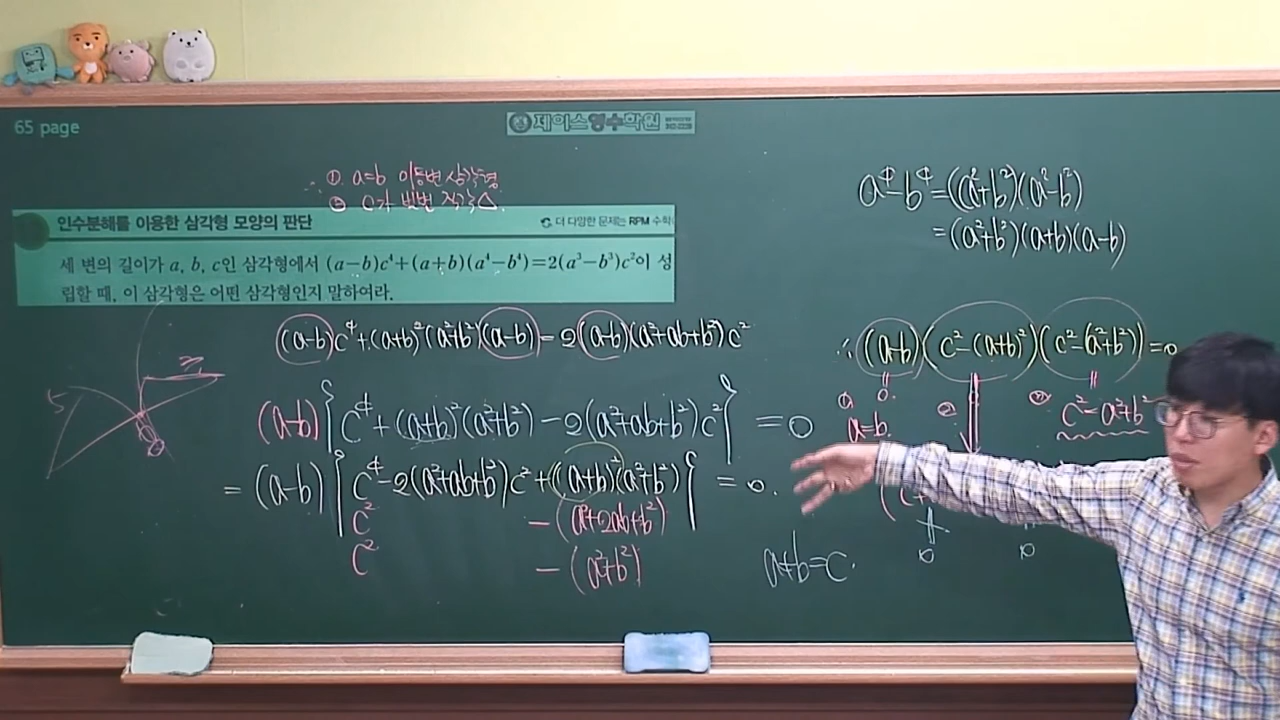 65 page
제이스영수학원
∴ ① a=b 이등변 삼각형
② c가 빗변 직각△.
인수분해를 이용한 삼각형 모양의 판단
더 다양한 문제는 RPM 수학
세 변의 길이가 a, b, c인 삼각형에서 (a−b)c⁴+(a+b)(a⁴−b⁴)=2(a³−b³)c²이 성
립할 때, 이 삼각형은 어떤 삼각형인지 말하여라.
(a-b)c⁴+(a+b)²(a²+b²)(a-b)=2(a-b)(a²+ab+b²)c²
(a-b){c⁴+(a+b)²(a²+b²)-2(a²+ab+b²)c²}=0
=(a-b){c⁴-2(a²+ab+b²)c²+(a+b)²(a²+b²)}=0.
c² -(a²+2ab+b²)
c² -(a²+b²)
5
a+b=c.
a⁴-b⁴=(a²+b²)(a²-b²)
=(a²+b²)(a+b)(a-b)
∴(a-b)(c²-(a+b)²)(c²-(a²+b²))=0
0.
① a=b.
②
c²=a²+b²
0 0